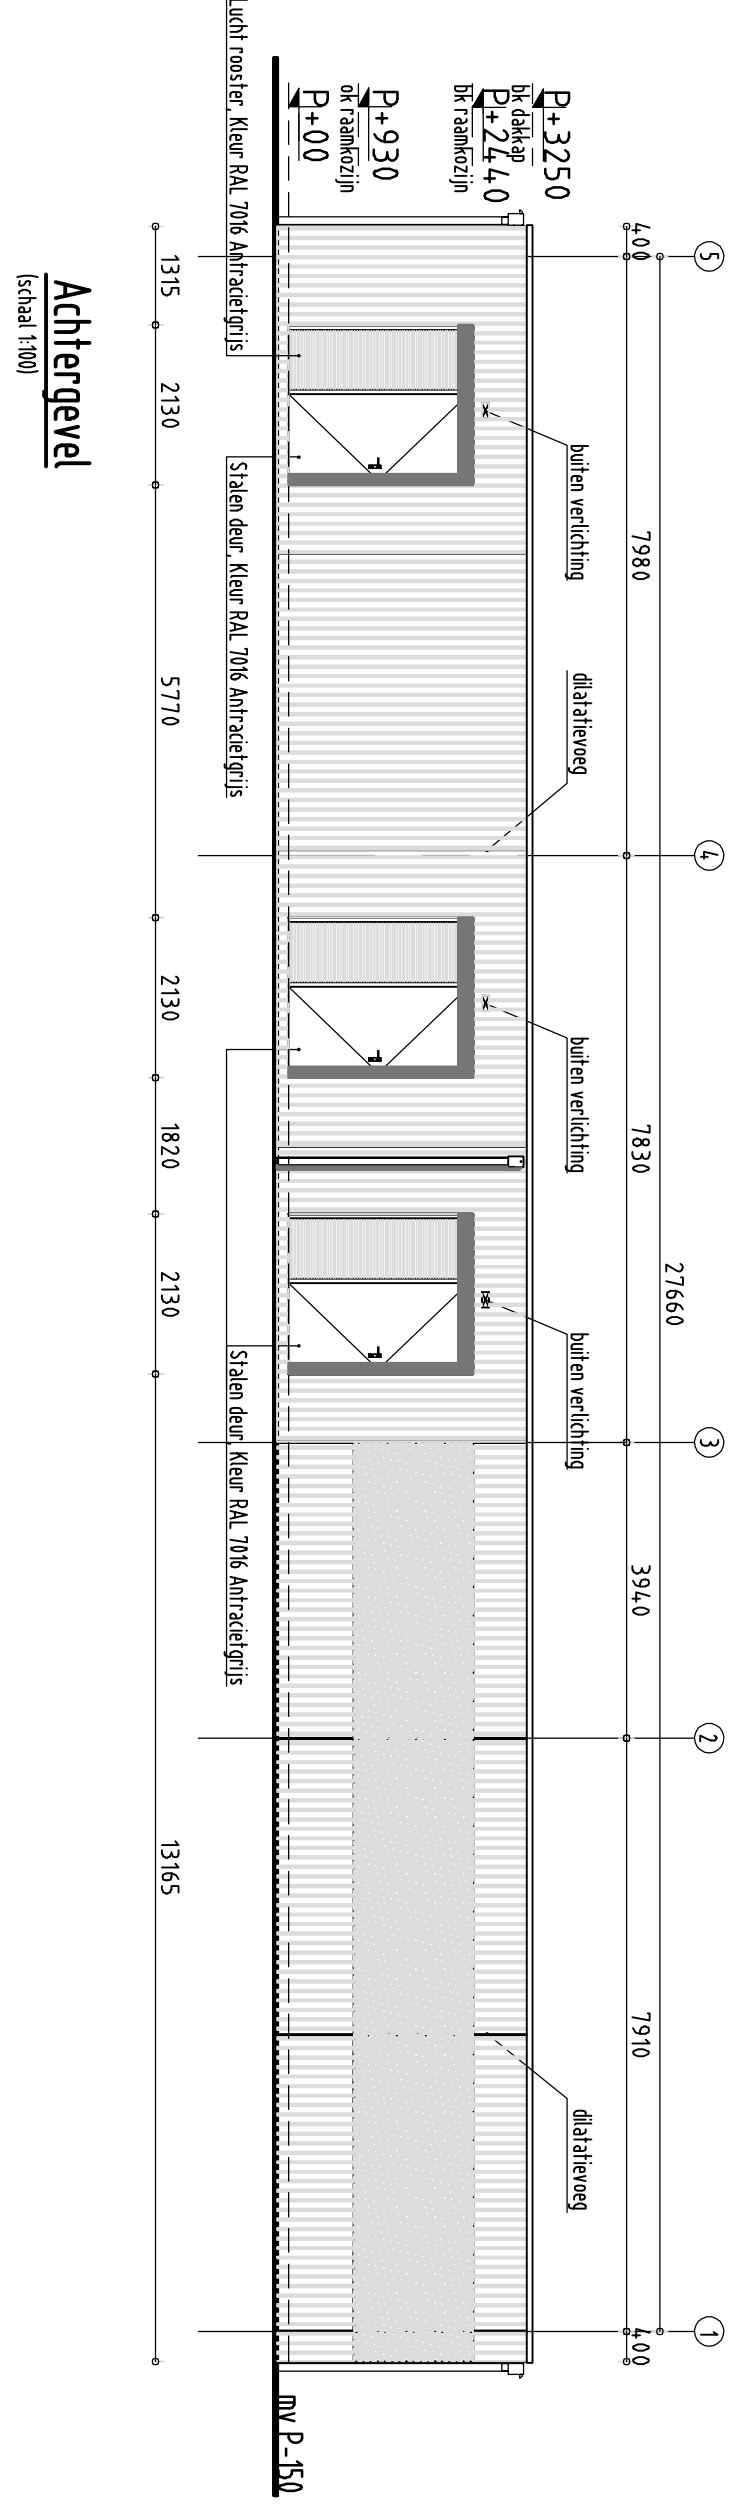 27660
400
7980
7830
3940
7910
400
5
4
3
2
1
P+3250
bk dakkap
P+2440
bk raamkozijn
P+930
ok raamkozijn
P+00
buiten verlichting
dilatatievoeg
buiten verlichting
buiten verlichting
dilatatievoeg
mv P-150
Lucht rooster, Kleur RAL 7016 Antracietgrijs
Stalen deur, Kleur RAL 7016 Antracietgrijs
Stalen deur, Kleur RAL 7016 Antracietgrijs
1315
2130
5770
2130
1820
2130
13165
Achtergevel
(schaal 1:100)